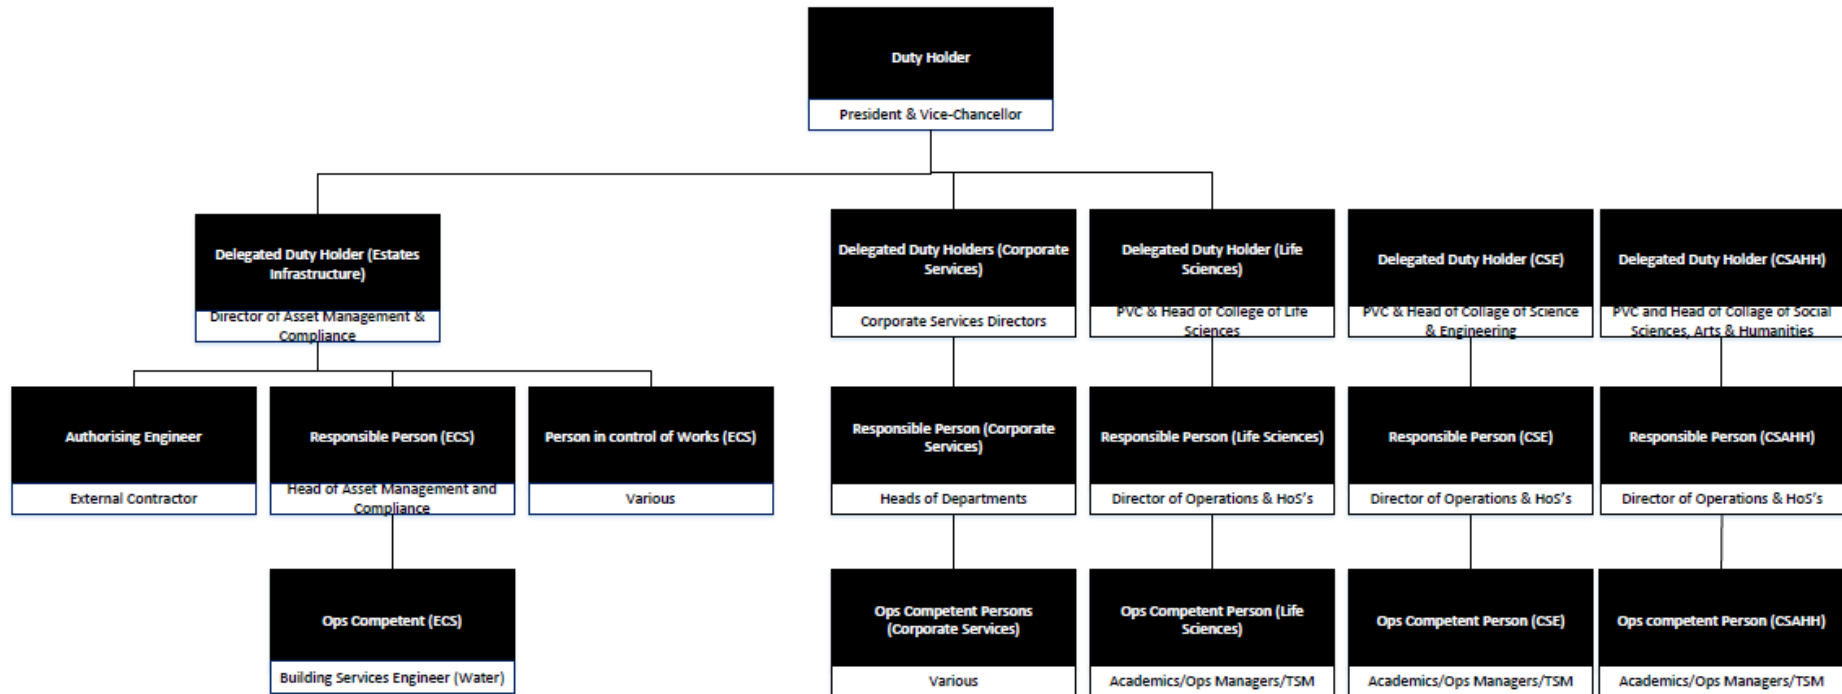 Duty Holder
President & Vice-Chancellor
Delegated Duty Holder (Estates
Infrastructure)
Director of Asset Management &
Compliance
Delegated Duty Holders (Corporate
Services)
Corporate Services Directors
Delegated Duty Holder (Life
Sciences)
PVC & Head of College of Life
Sciences
Delegated Duty Holder (CSE)
PVC & Head of Collage of Science
& Engineering
Delegated Duty Holder (CSAHH)
PVC and Head of Collage of Social
Sciences, Arts & Humanities
Authorising Engineer
External Contractor
Responsible Person (ECS)
Head of Asset Management and
Compliance
Person in control of Works (ECS)
Various
Responsible Person (Corporate
Services)
Heads of Departments
Responsible Person (Life Sciences)
Director of Operations & HoS's
Responsible Person (CSE)
Director of Operations & HoS's
Responsible Person (CSAHH)
Director of Operations & HoS's
Ops Competent (ECS)
Building Services Engineer (Water)
Ops Competent Persons
(Corporate Services)
Various
Ops Competent Person (Life
Sciences)
Academics/Ops Managers/TSM
Ops Competent Person (CSE)
Academics/Ops Managers/TSM
Ops competent Person (CSAHH)
Academics/Ops Managers/TSM